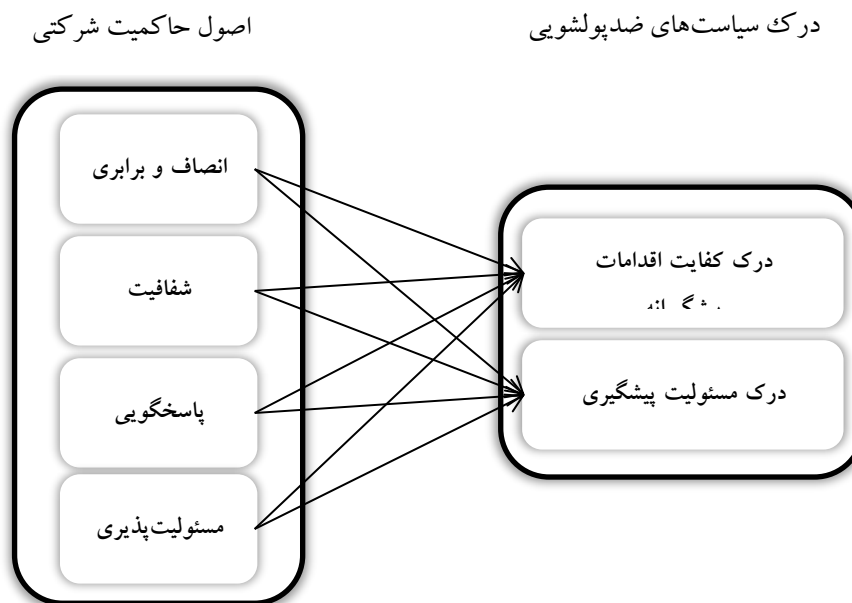 اصول حاکمیت شرکتی
درک سیاست‌های ضدپولشویی
انصاف و برابری
شفافیت
پاسخگویی
مسئولیت‌پذیری
درک کفایت اقدامات
درک مسئولیت پیشگیری